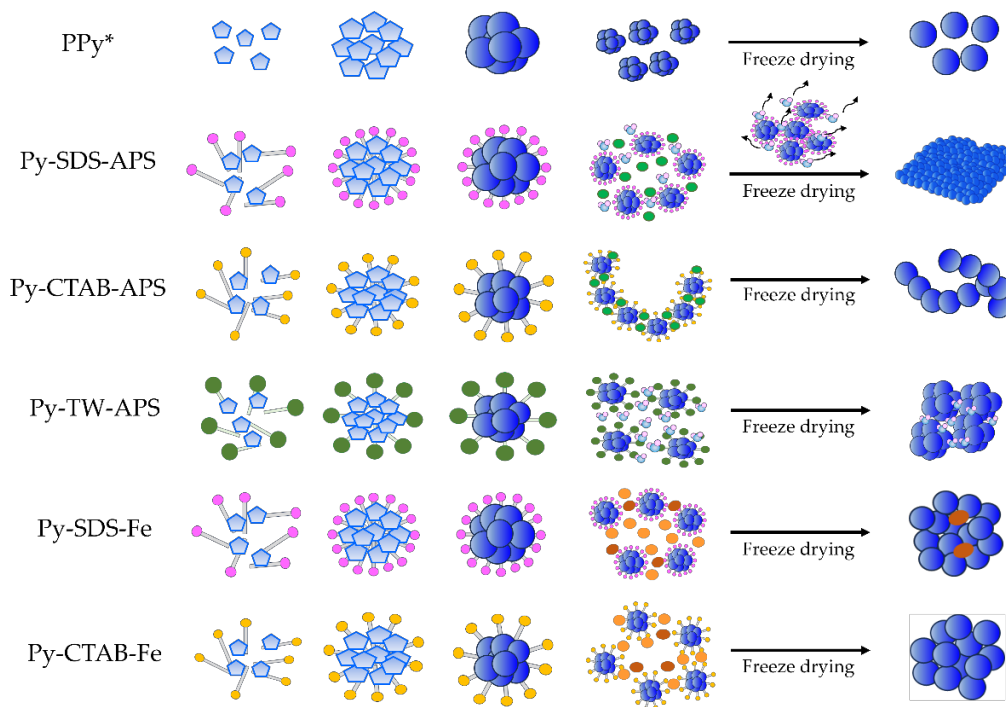 PPy*
Freeze drying
Py-SDS-APS
Freeze drying
Py-CTAB-APS
Freeze drying
Py-TW-APS
Freeze drying
Py-SDS-Fe
Freeze drying
Py-CTAB-Fe
Freeze drying